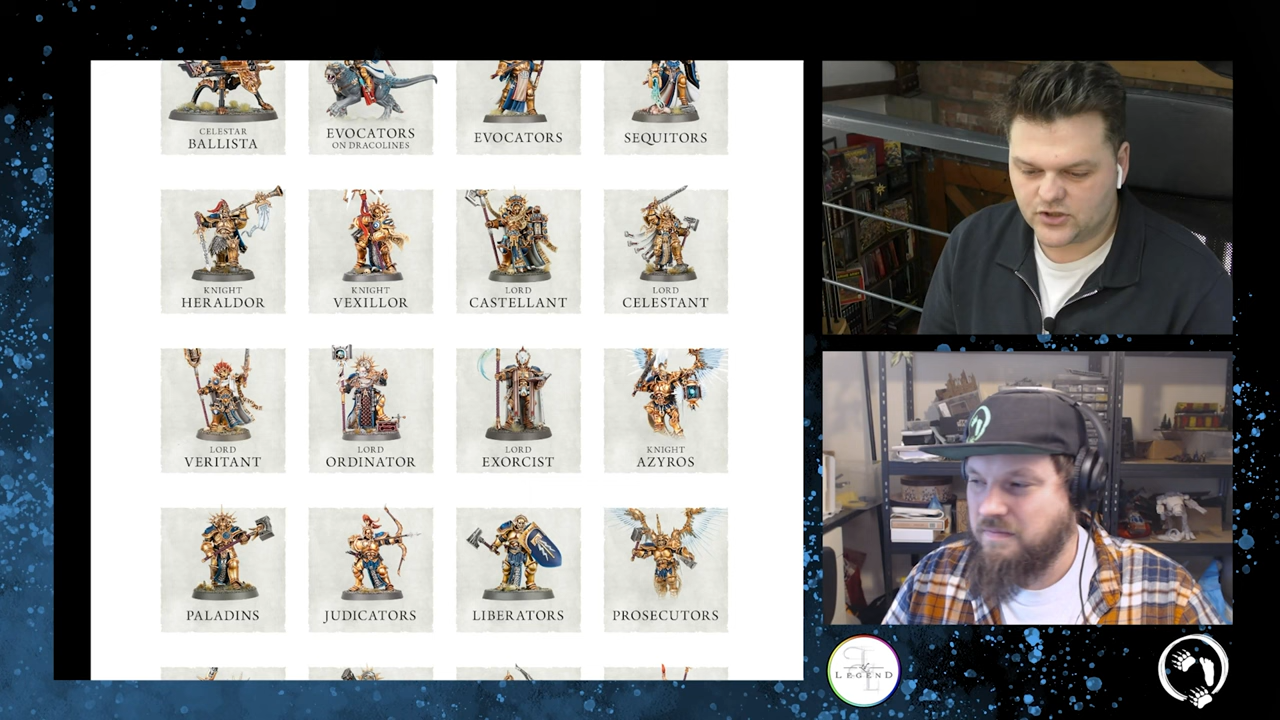 CELESTAR
BALLISTA
EVOCATORS
ON DRACOLINES
EVOCATORS
SEQUITORS
KNIGHT
HERALDOR
KNIGHT
VEXILLOR
LORD
CASTELLANT
LORD
CELESTANT
LORD
VERITANT
LORD
ORDINATOR
LORD
EXORCIST
KNIGHT
AZYROS
PALADINS
JUDICATORS
LIBERATORS
PROSECUTORS
LEGEND